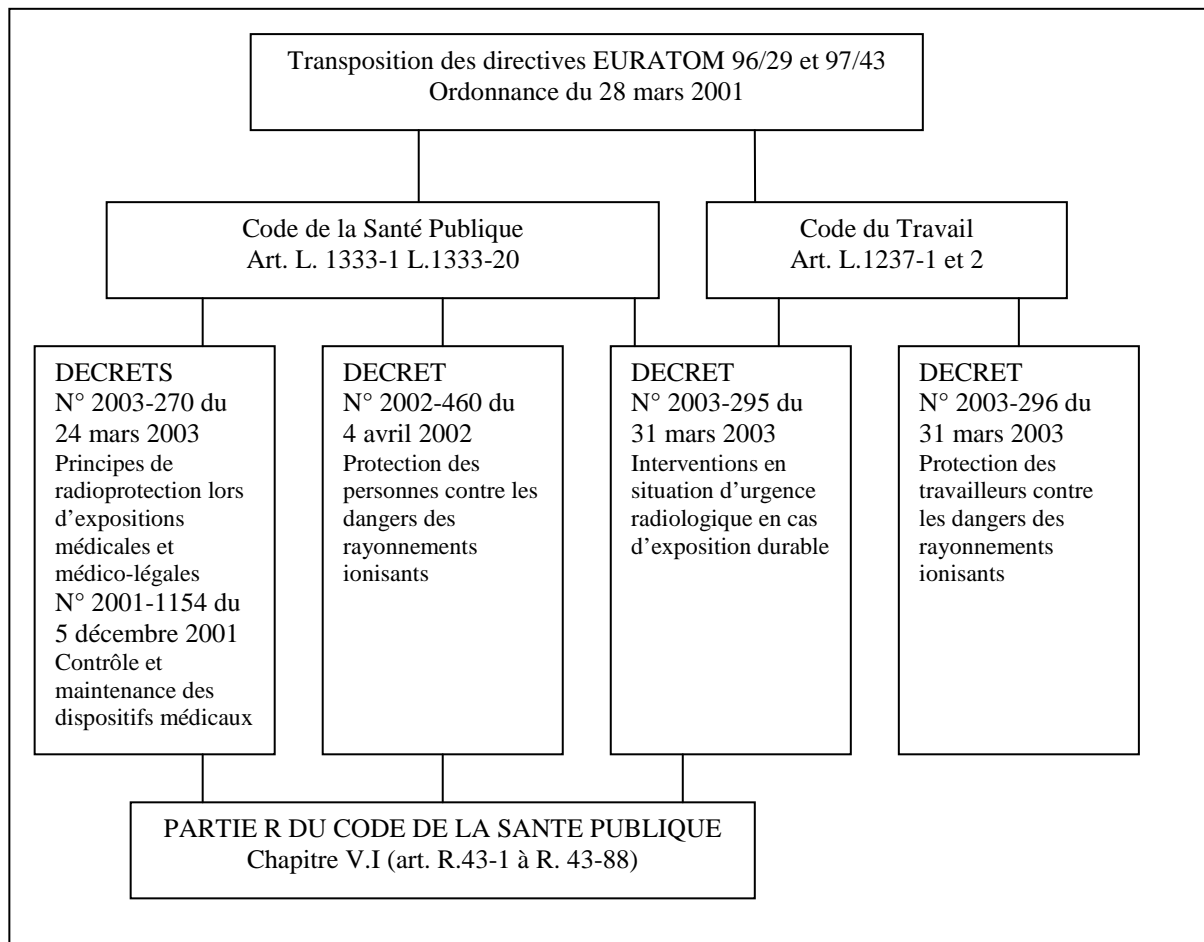 Transposition des directives EURATOM 96/29 et 97/43
Ordonnance du 28 mars 2001
Code de la Santé Publique
Art. L. 1333-1 L.1333-20
Code du Travail
Art. L.1237-1 et 2
DECRETS
N° 2003-270 du
24 mars 2003
Principes de
radioprotection lors
d’expositions
médicales et
médico-légales
N° 2001-1154 du
5 décembre 2001
Contrôle et
maintenance des
dispositifs médicaux
DECRET
N° 2002-460 du
4 avril 2002
Protection des
personnes contre les
dangers des
rayonnements
ionisants
DECRET
N° 2003-295 du
31 mars 2003
Interventions en
situation d’urgence
radiologique en cas
d’exposition durable
DECRET
N° 2003-296 du
31 mars 2003
Protection des
travailleurs contre
les dangers des
rayonnements
ionisants
PARTIE R DU CODE DE LA SANTE PUBLIQUE
Chapitre V.I (art. R.43-1 à R. 43-88)